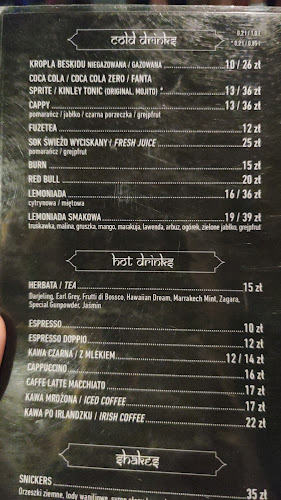 cold drinks
0.2 l / 1.0 l
* 0.2 l / 0.85 l
KROPLA BESKIDU NIEGAZOWANA / GAZOWANA 10 / 26 zł
COCA COLA / COCA COLA ZERO / FANTA
SPRITE / KINLEY TONIC (ORIGINAL, MOJITO) * 13 / 36 zł
CAPPY 13 / 36 zł
pomarańcz / jabłko / czarna porzeczka / grejpfrut
FUZETEA 12 zł
SOK ŚWIEŻO WYCISKANY / FRESH JUICE 25 zł
pomarańcz / grejpfrut
BURN 15 zł
RED BULL 20 zł
LEMONIADA 16 / 36 zł
cytrynowa / miętowa
LEMONIADA SMAKOWA 19 / 39 zł
truskawka, malina, gruszka, mango, marakuja, lawenda, arbuz, ogórek, zielone jabłko, grejpfrut
hot drinks
HERBATA / TEA 15 zł
Darjeling, Earl Grey, Frutti di Bossco, Hawaiian Dream, Marrakech Mint, Zagara,
Special Gunpowder, Jaśmin
ESPRESSO 10 zł
ESPRESSO DOPPIO 12 zł
KAWA CZARNA / Z MLEKIEM 12 / 14 zł
CAPPUCCINO 16 zł
CAFFE LATTE MACCHIATO 17 zł
KAWA MROŻONA / ICED COFFEE 17 zł
KAWA PO IRLANDZKU / IRISH COFFEE 22 zł
shakes
SNICKERS 35 zł
Orzeszki ziemne, lody waniliowe,